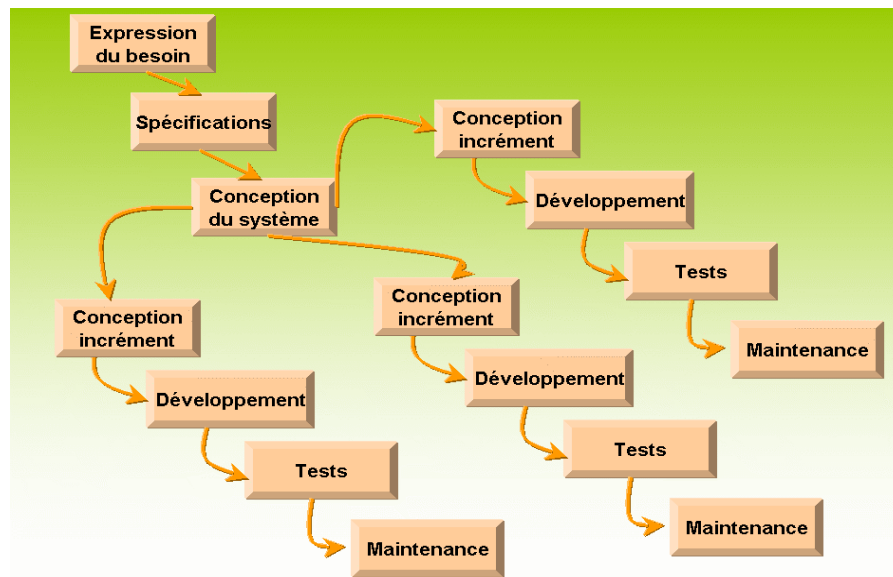 Expression
du besoin
Spécifications
Conception
du système
Conception
incrément
Développement
Tests
Maintenance
Conception
incrément
Développement
Tests
Maintenance
Conception
incrément
Développement
Tests
Maintenance